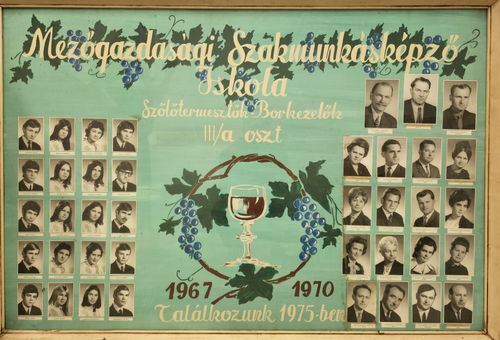 Mezőgazdasági Szakmunkásképző
Iskola
Szőlőtermesztők-Borkezelők
III/a oszt
1967 1970
Találkozunk 1975-ben